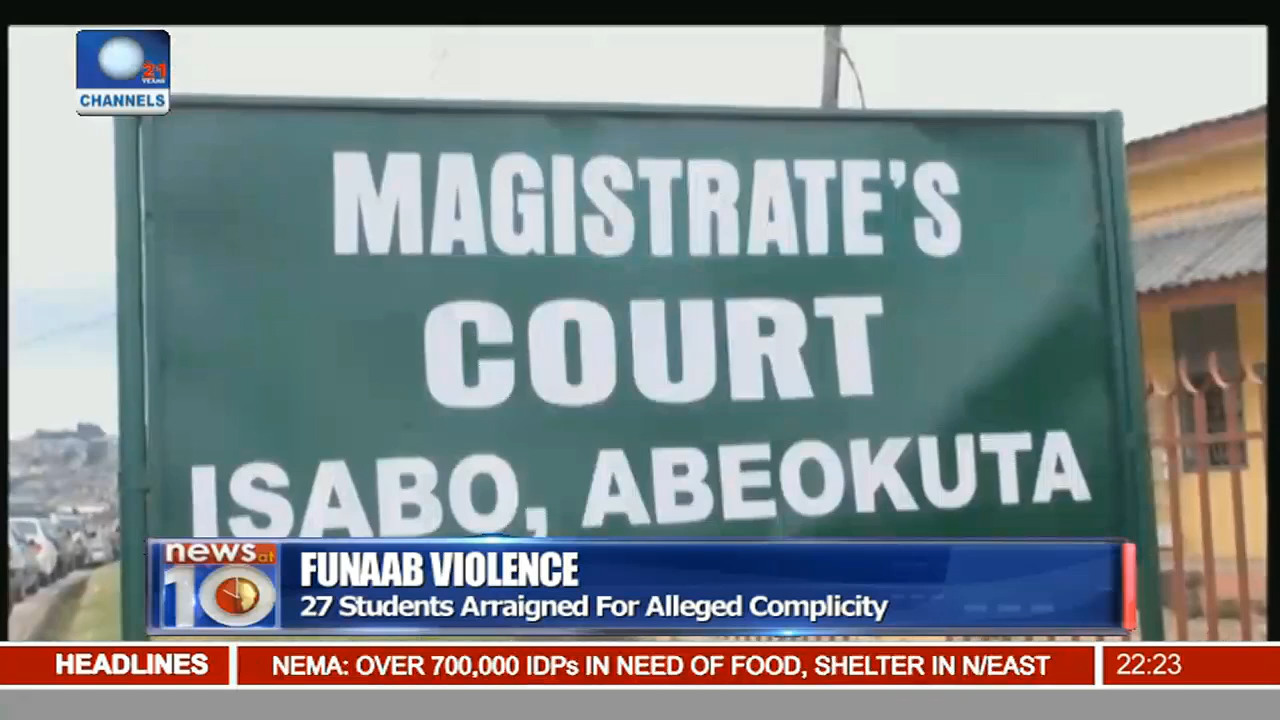 21
YEARS
CHANNELS
MAGISTRATE'S
COURT
ISABO, ABEOKUTA
news at
10
FUNAAB VIOLENCE
27 Students Arraigned For Alleged Complicity
HEADLINES
NEMA: OVER 700,000 IDPs IN NEED OF FOOD, SHELTER IN N/EAST
22:23